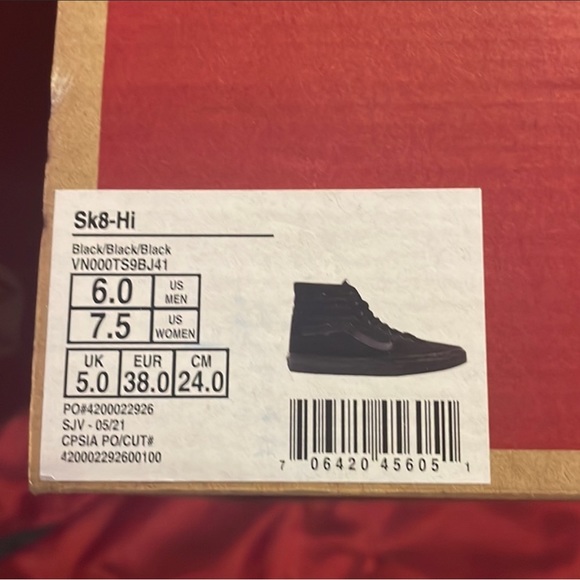 Sk8-Hi
Black/Black/Black
VN000TS9BJ41
6.0 US MEN
7.5 US WOMEN
UK 5.0 EUR 38.0 CM 24.0
PO#4200022926
SJV - 05/21
CPSIA PO/CUT#
420002292600100
7 06420 45605 1